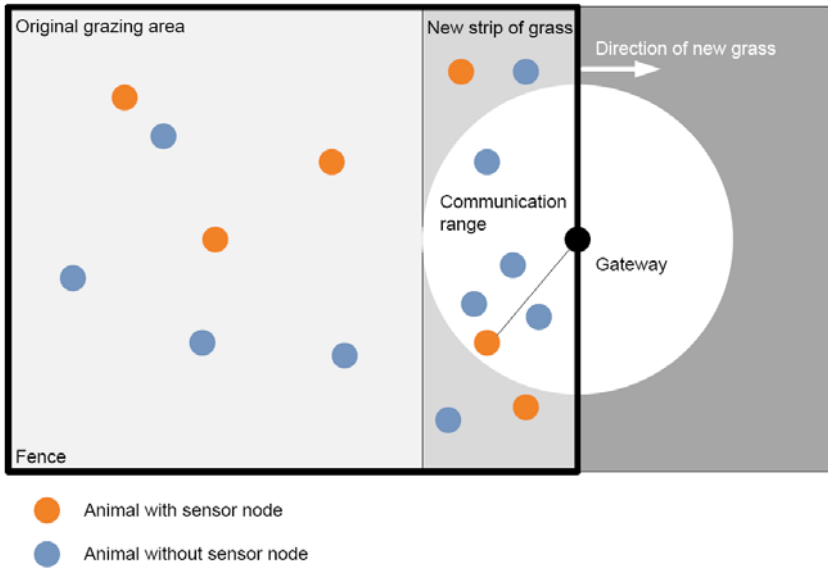 Original grazing area
New strip of grass
Direction of new grass
Communication
range
Gateway
Fence
Animal with sensor node
Animal without sensor node